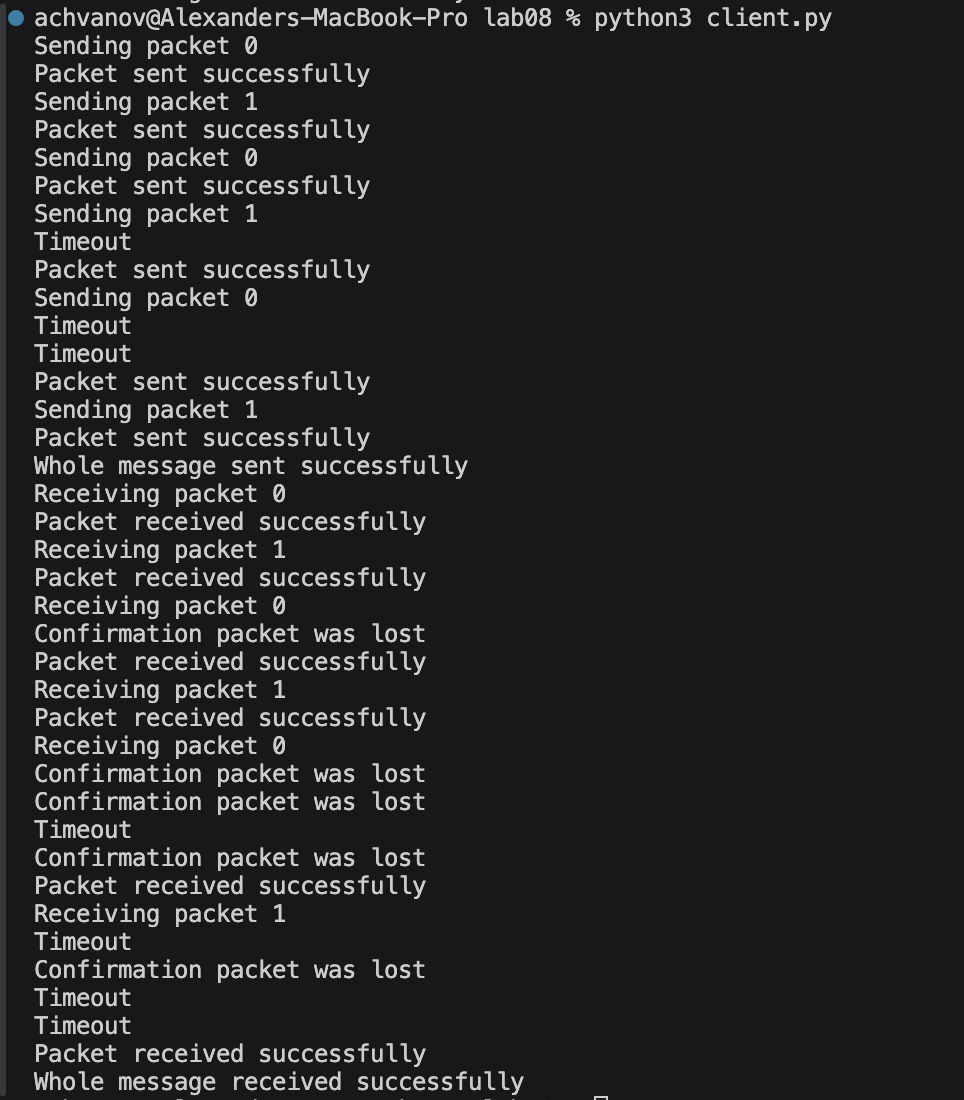 achvanov@Alexanders-MacBook-Pro lab08 % python3 client.py
Sending packet 0
Packet sent successfully
Sending packet 1
Packet sent successfully
Sending packet 0
Packet sent successfully
Sending packet 1
Timeout
Packet sent successfully
Sending packet 0
Timeout
Timeout
Packet sent successfully
Sending packet 1
Packet sent successfully
Whole message sent successfully
Receiving packet 0
Packet received successfully
Receiving packet 1
Packet received successfully
Receiving packet 0
Confirmation packet was lost
Packet received successfully
Receiving packet 1
Packet received successfully
Receiving packet 0
Confirmation packet was lost
Confirmation packet was lost
Timeout
Confirmation packet was lost
Packet received successfully
Receiving packet 1
Timeout
Confirmation packet was lost
Timeout
Timeout
Packet received successfully
Whole message received successfully